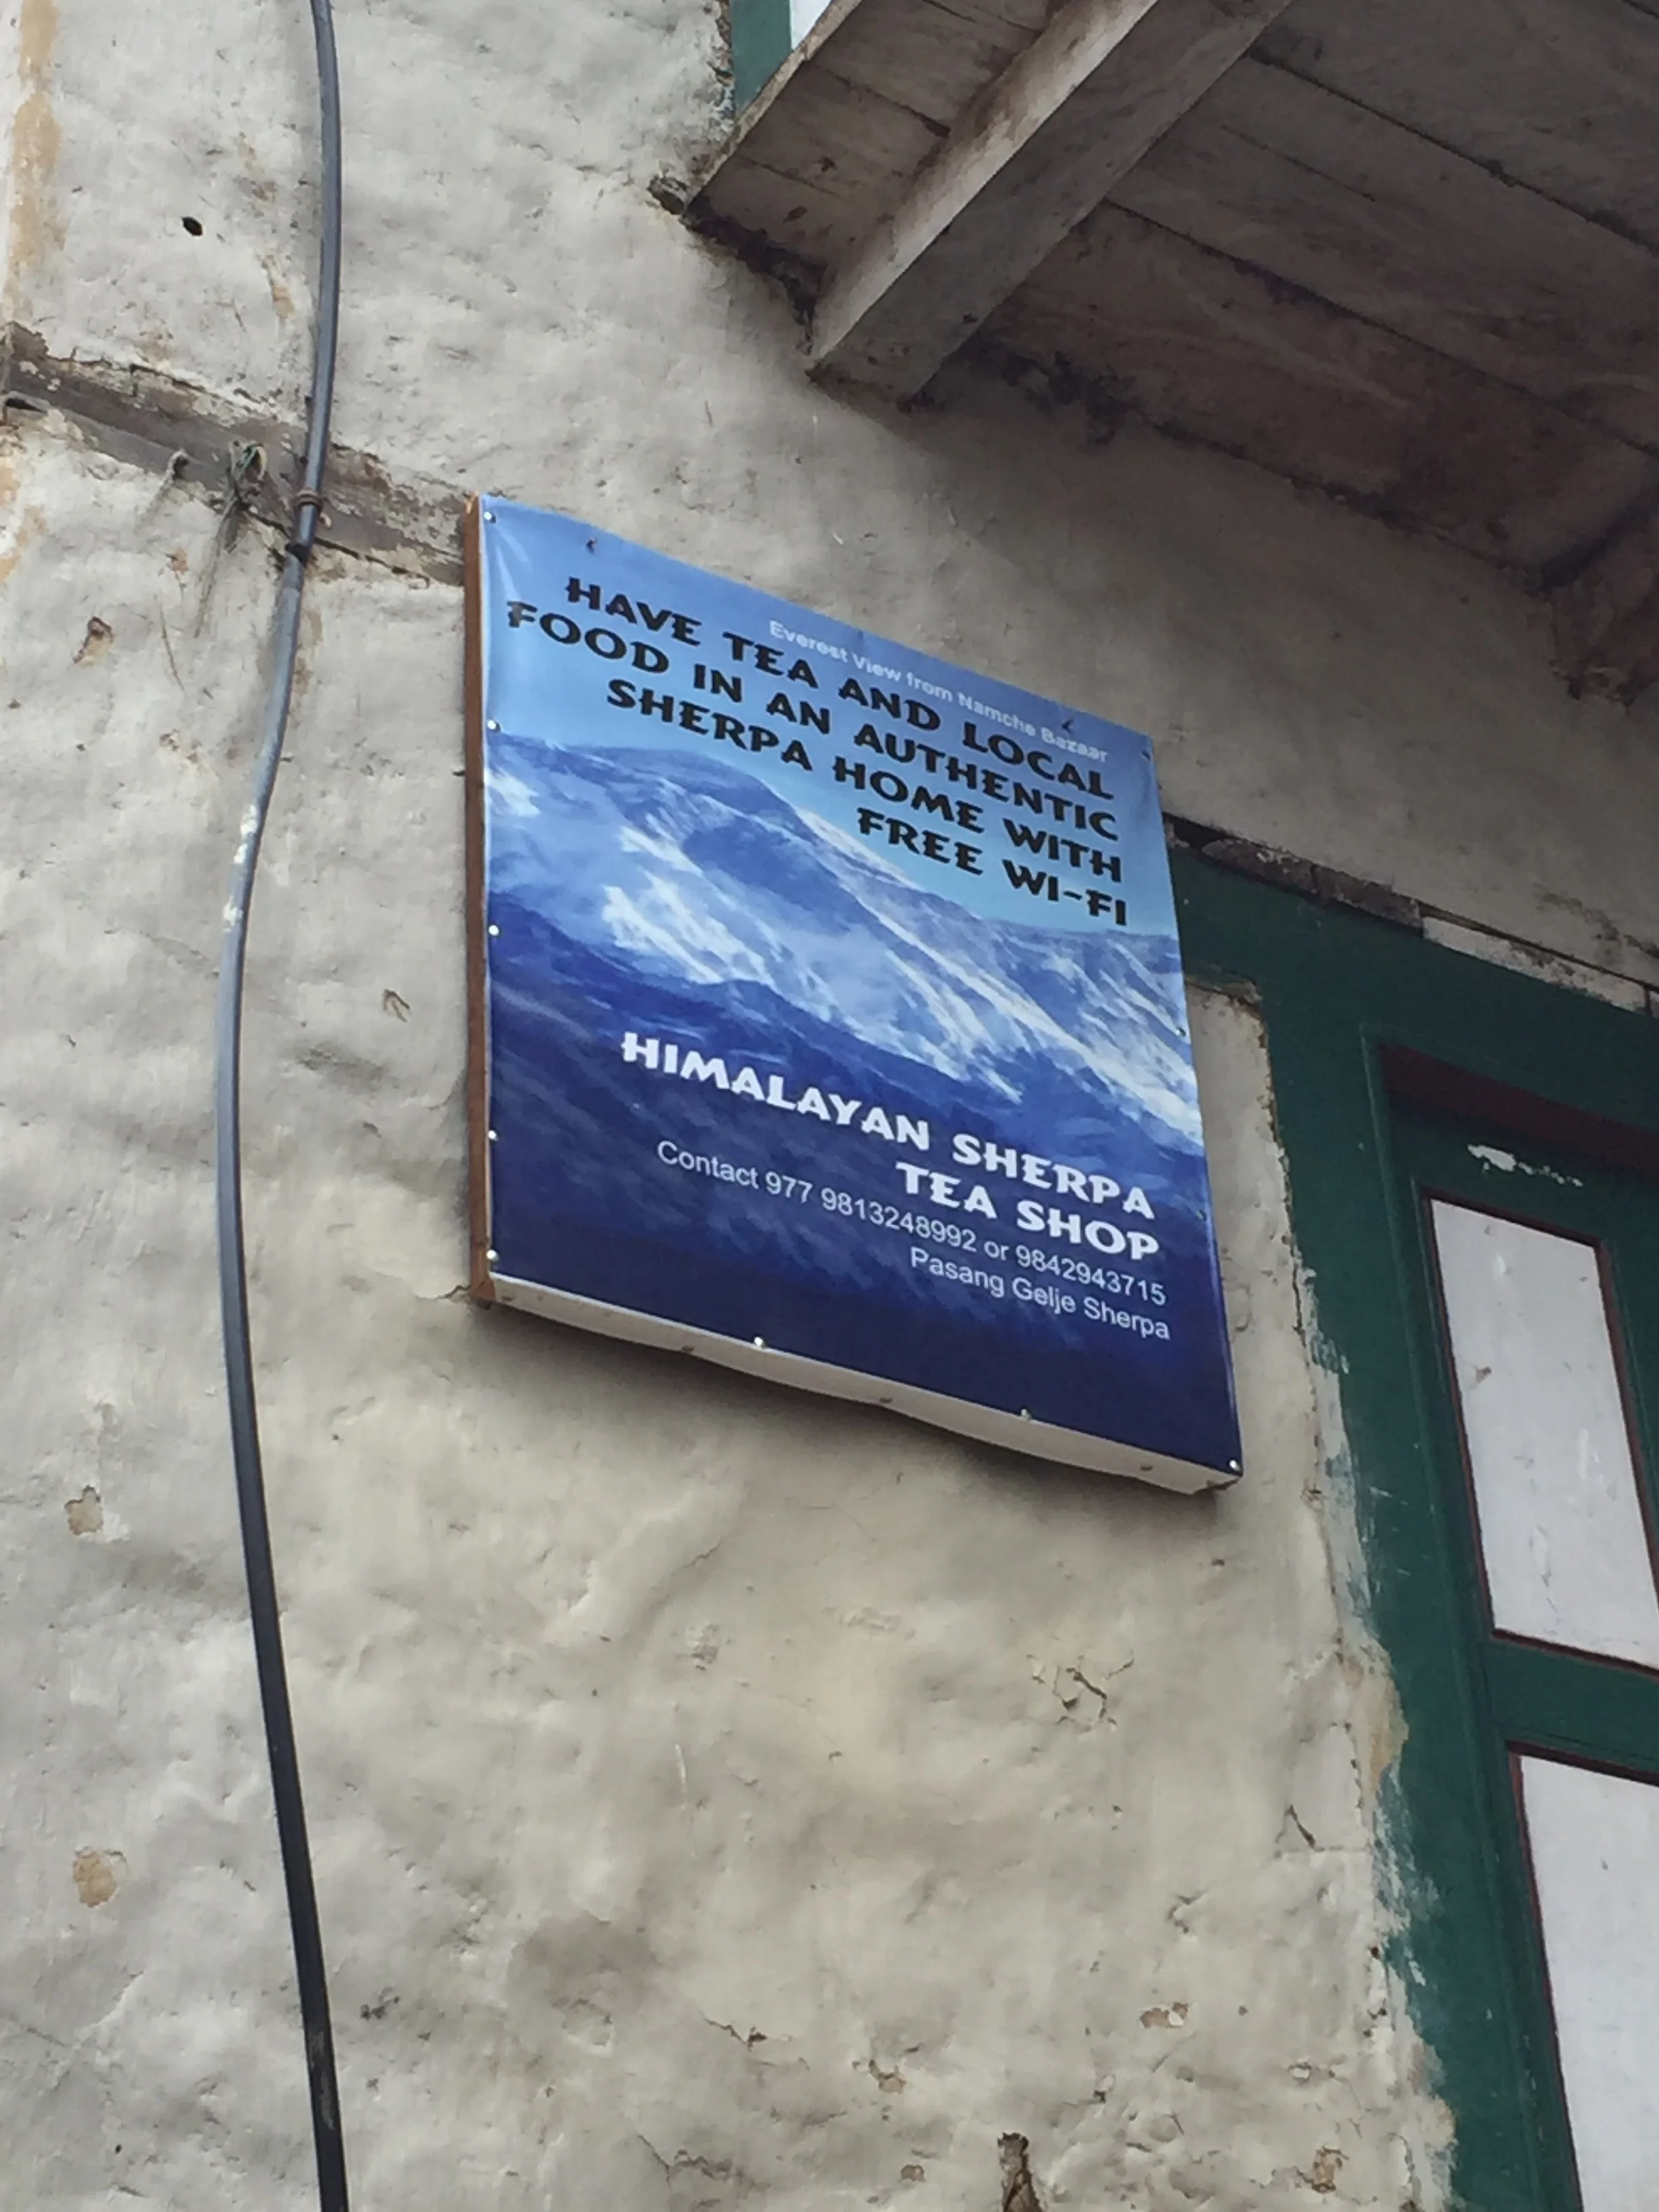 Everest View from Namche Bazaar
HAVE TEA AND LOCAL
FOOD IN AN AUTHENTIC
SHERPA HOME WITH
FREE WI-FI
HIMALAYAN SHERPA
TEA SHOP
Contact 977 9813248992 or 9842943715
Pasang Gelje Sherpa